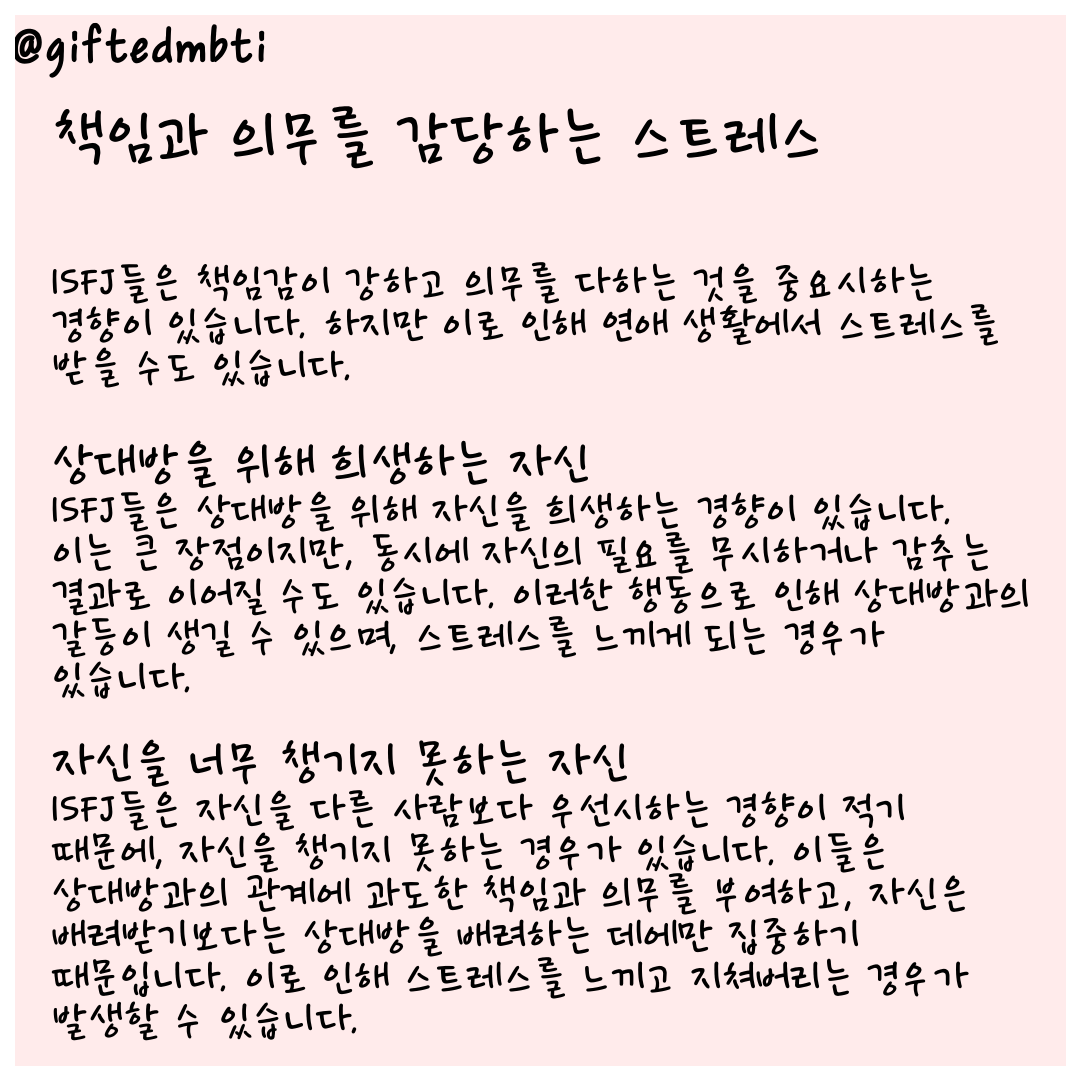 @giftedmbti
책임과 의무를 감당하는 스트레스
ISFJ들은 책임감이 강하고 의무를 다하는 것을 중요시하는
경향이 있습니다. 하지만 이로 인해 연애 생활에서 스트레스를
받을 수도 있습니다.
상대방을 위해 희생하는 자신
ISFJ들은 상대방을 위해 자신을 희생하는 경향이 있습니다.
이는 큰 장점이지만, 동시에 자신의 필요를 무시하거나 감추는
결과로 이어질 수도 있습니다. 이러한 행동으로 인해 상대방과의
갈등이 생길 수 있으며, 스트레스를 느끼게 되는 경우가
있습니다.
자신을 너무 챙기지 못하는 자신
ISFJ들은 자신을 다른 사람보다 우선시하는 경향이 적기
때문에, 자신을 챙기지 못하는 경우가 있습니다. 이들은
상대방과의 관계에 과도한 책임과 의무를 부여하고, 자신은
배려받기보다는 상대방을 배려하는 데에만 집중하기
때문입니다. 이로 인해 스트레스를 느끼고 지쳐버리는 경우가
발생할 수 있습니다.